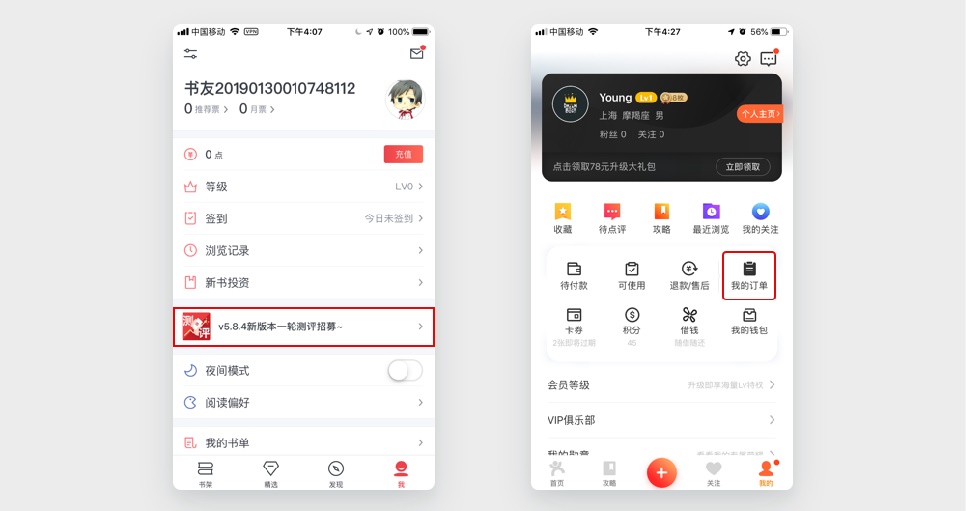 中国移动 VPN 下午4:07 100%
书友20190130010748112
0 推荐票 0 月票
0 点 充值
等级 LV0
签到 今日未签到
浏览记录
新书投资
测评 v5.8.4新版本一轮测评招募~
夜间模式
阅读偏好
我的书单
书架 精选 发现 我
中国移动 下午4:27 56%
Young Lv1 18枚
上海 摩羯座 男
个人主页
粉丝 0 关注 0
点击领取78元升级大礼包 立即领取
收藏 待点评 攻略 最近浏览 我的关注
待付款 可使用 退款/售后 我的订单
卡券 积分 借钱 我的钱包
2张即将过期 46 随借随还
会员等级 升级即享海量LV特权
VIP俱乐部
我的勋章
首页 攻略 关注 我的